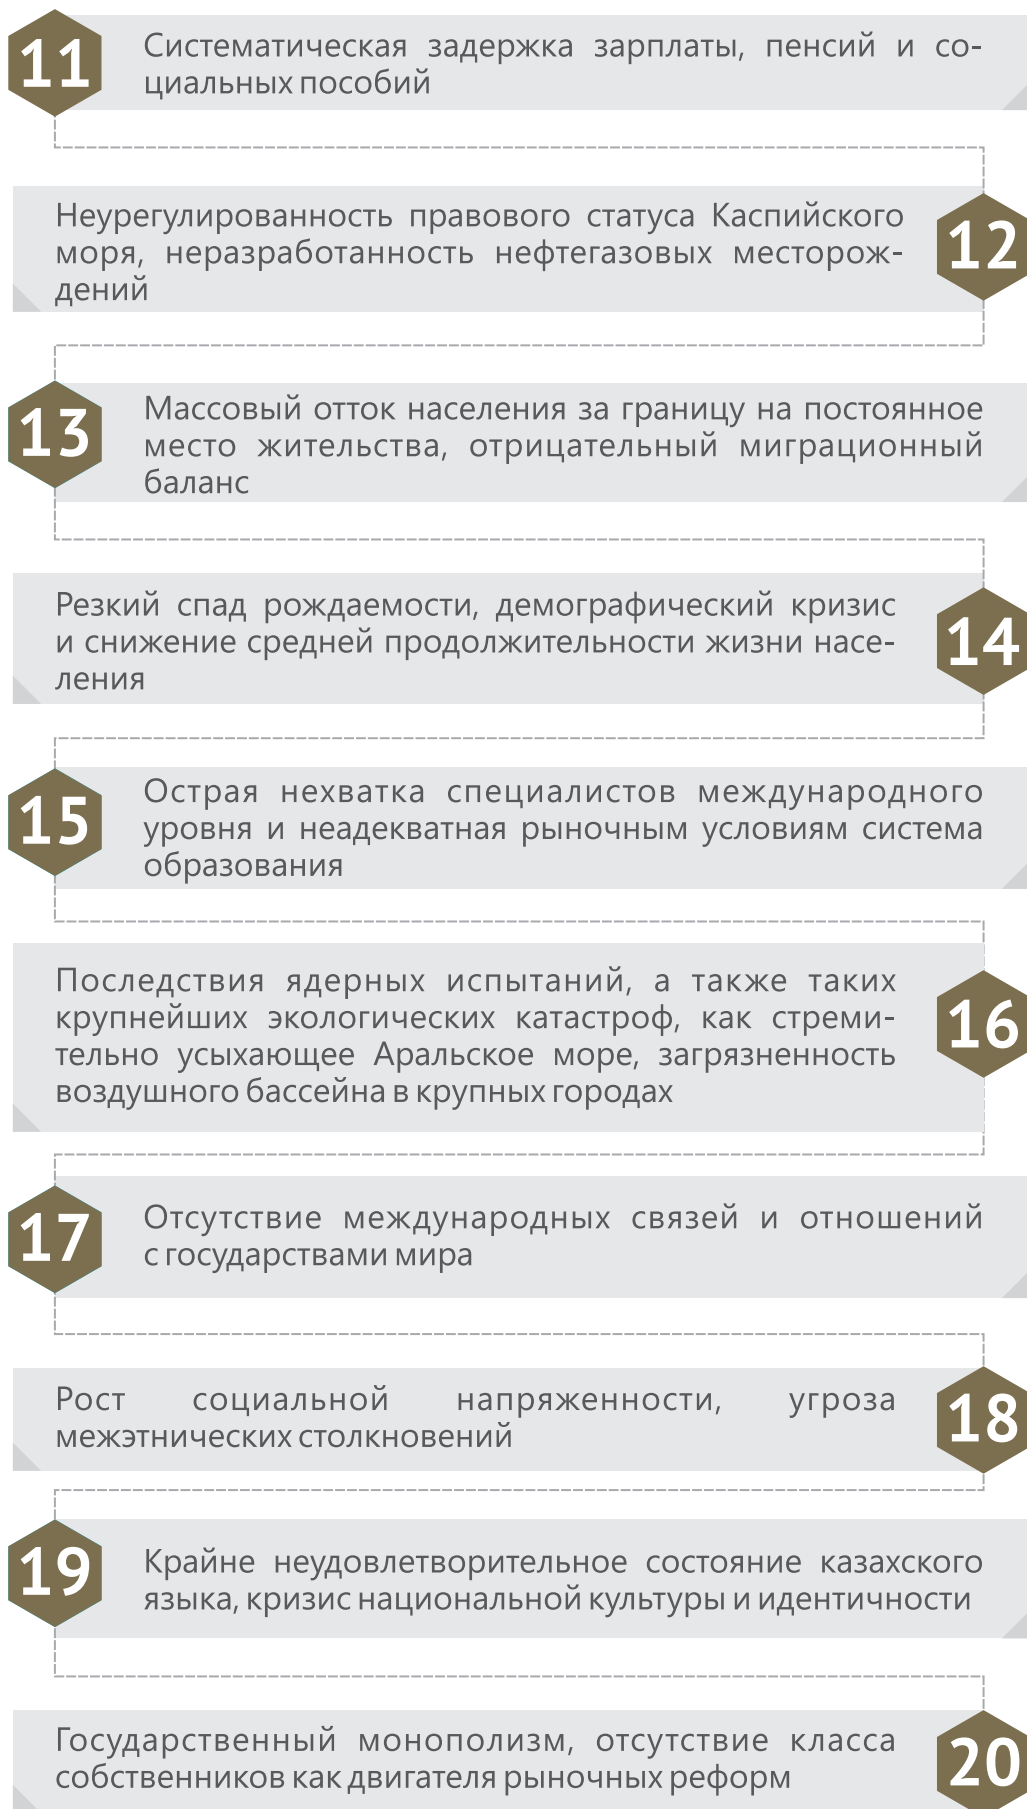 11
Систематическая задержка зарплаты, пенсий и со-
циальных пособий
Неурегулированность правового статуса Каспийского
моря, неразработанность нефтегазовых месторож-
дений
12
13
Массовый отток населения за границу на постоянное
место жительства, отрицательный миграционный
баланс
Резкий спад рождаемости, демографический кризис
и снижение средней продолжительности жизни насе-
ления
14
15
Острая нехватка специалистов международного
уровня и неадекватная рыночным условиям система
образования
Последствия ядерных испытаний, а также таких
крупнейших экологических катастроф, как стреми-
тельно усыхающее Аральское море, загрязненность
воздушного бассейна в крупных городах
16
17
Отсутствие международных связей и отношений
с государствами мира
Рост социальной напряженности, угроза
межэтнических столкновений
18
19
Крайне неудовлетворительное состояние казахского
языка, кризис национальной культуры и идентичности
Государственный монополизм, отсутствие класса
собственников как двигателя рыночных реформ
20